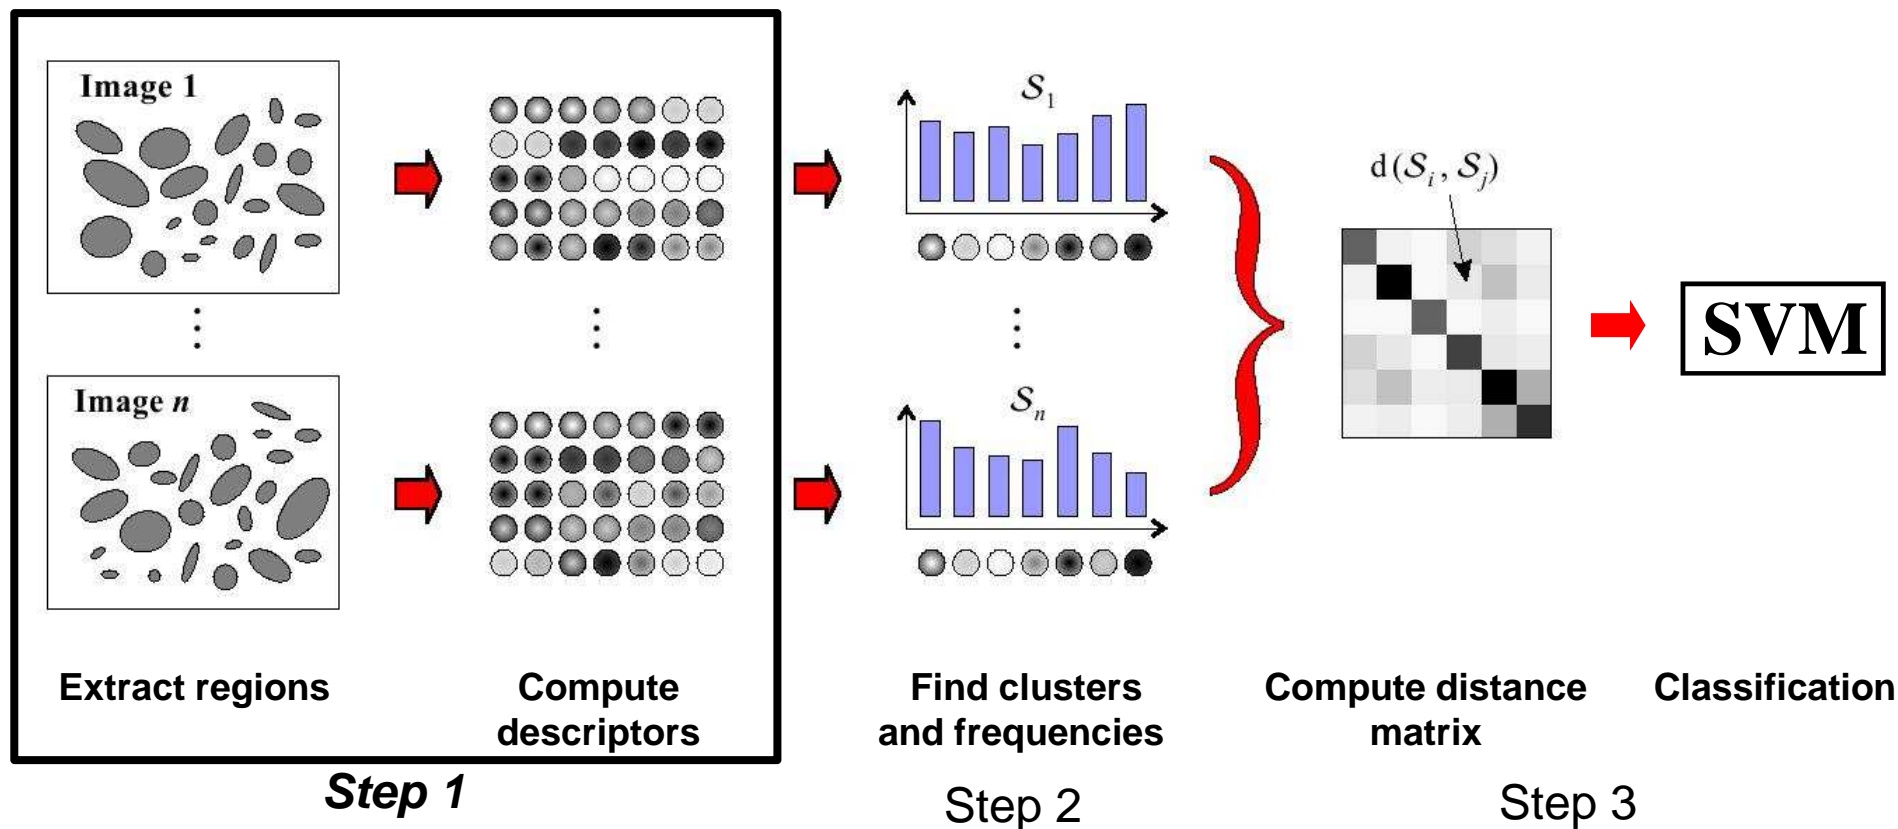 Image 1
S1
d(Si, Sj)
SVM
Image n
Sn
Extract regions
Compute
descriptors
Find clusters
and frequencies
Compute distance
matrix
Classification
Step 1
Step 2
Step 3